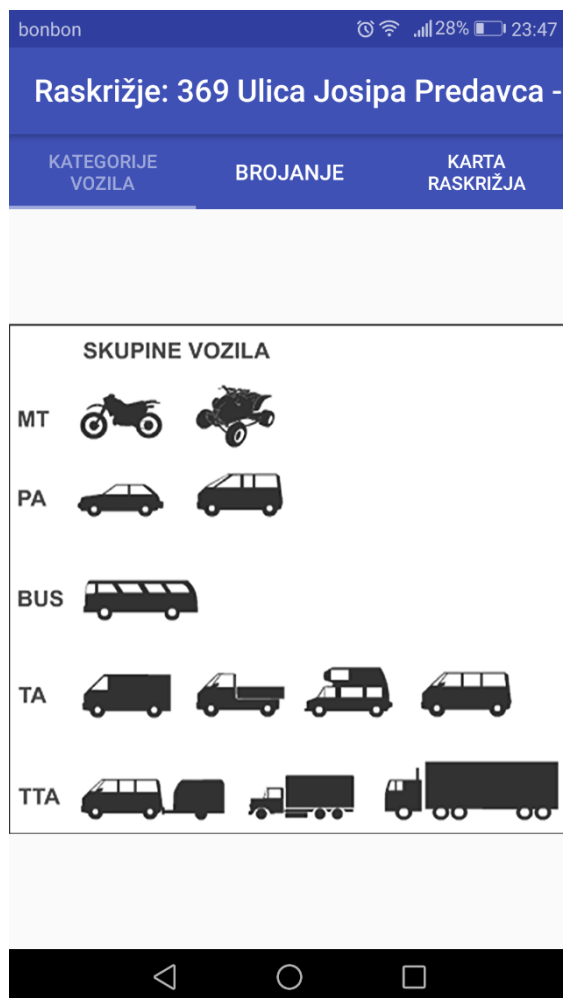 bonbon 28% 23:47
Raskrižje: 369 Ulica Josipa Predavca -
KATEGORIJE
VOZILA
BROJANJE
KARTA
RASKRIŽJA
SKUPINE VOZILA
MT
PA
BUS
TA
TTA